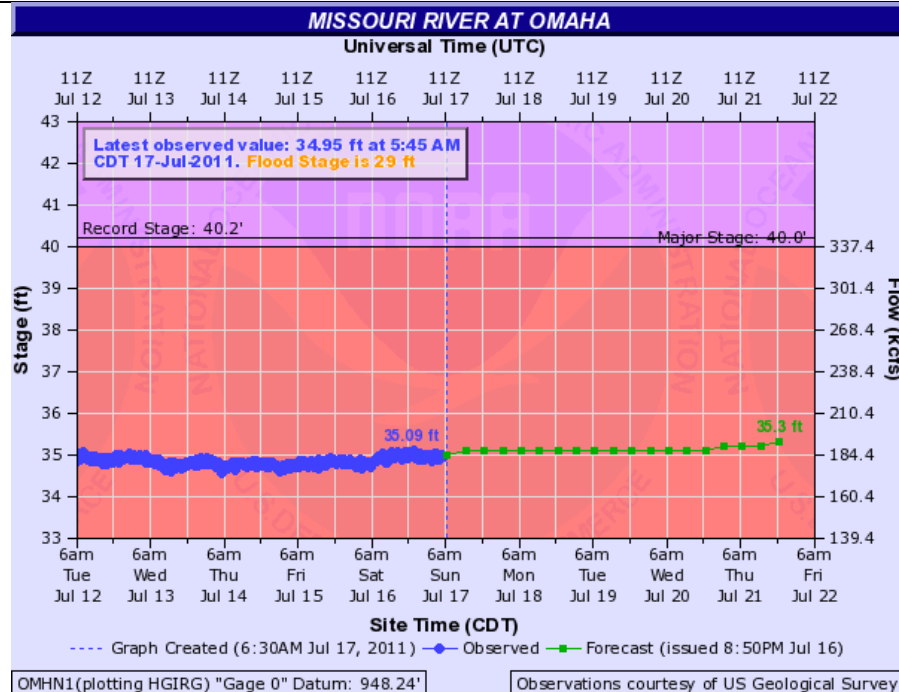 MISSOURI RIVER AT OMAHA
Universal Time (UTC)
11Z 11Z 11Z 11Z 11Z 11Z 11Z 11Z 11Z 11Z 11Z
Jul 12 Jul 13 Jul 14 Jul 15 Jul 16 Jul 17 Jul 18 Jul 19 Jul 20 Jul 21 Jul 22
43
Latest observed value: 34.95 ft at 5:45 AM
CDT 17-Jul-2011. Flood Stage is 29 ft
42
41
Record Stage: 40.2'
Major Stage: 40.0'
40 337.4
39 301.4
38 268.4
37 238.4
36 210.4
35.09 ft 35.3 ft
35 184.4
34 160.4
33 139.4
Stage (ft)
Flow (kcfs)
NOAA
NATIONAL
6am 6am 6am 6am 6am 6am 6am 6am 6am 6am 6am
Tue Wed Thu Fri Sat Sun Mon Tue Wed Thu Fri
Jul 12 Jul 13 Jul 14 Jul 15 Jul 16 Jul 17 Jul 18 Jul 19 Jul 20 Jul 21 Jul 22
Site Time (CDT)
---- Graph Created (6:30AM Jul 17, 2011) Observed Forecast (issued 8:50PM Jul 16)
OMHN1(plotting HGIRG) "Gage 0" Datum: 948.24'
Observations courtesy of US Geological Survey